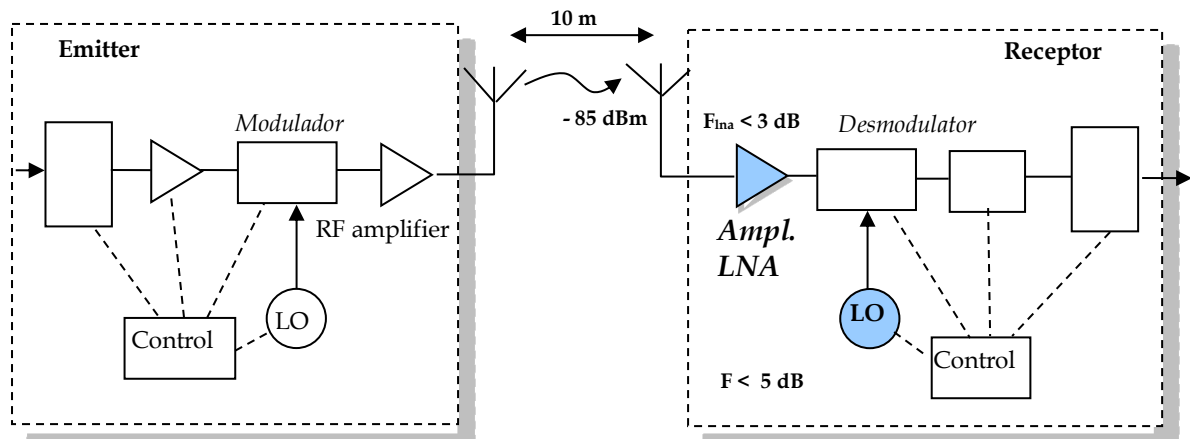 10 m
Emitter
Receptor
- 85 dBm
Modulador
RF amplifier
LO
Control
Flna < 3 dB
Desmodulator
Ampl.
LNA
LO
Control
F < 5 dB